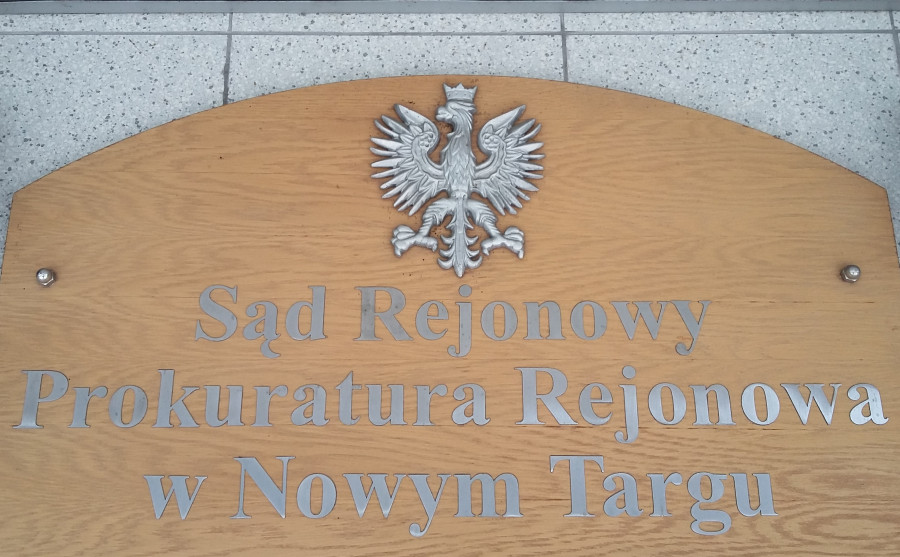 Sąd Rejonowy
Prokuratura Rejonowa
w Nowym Targu